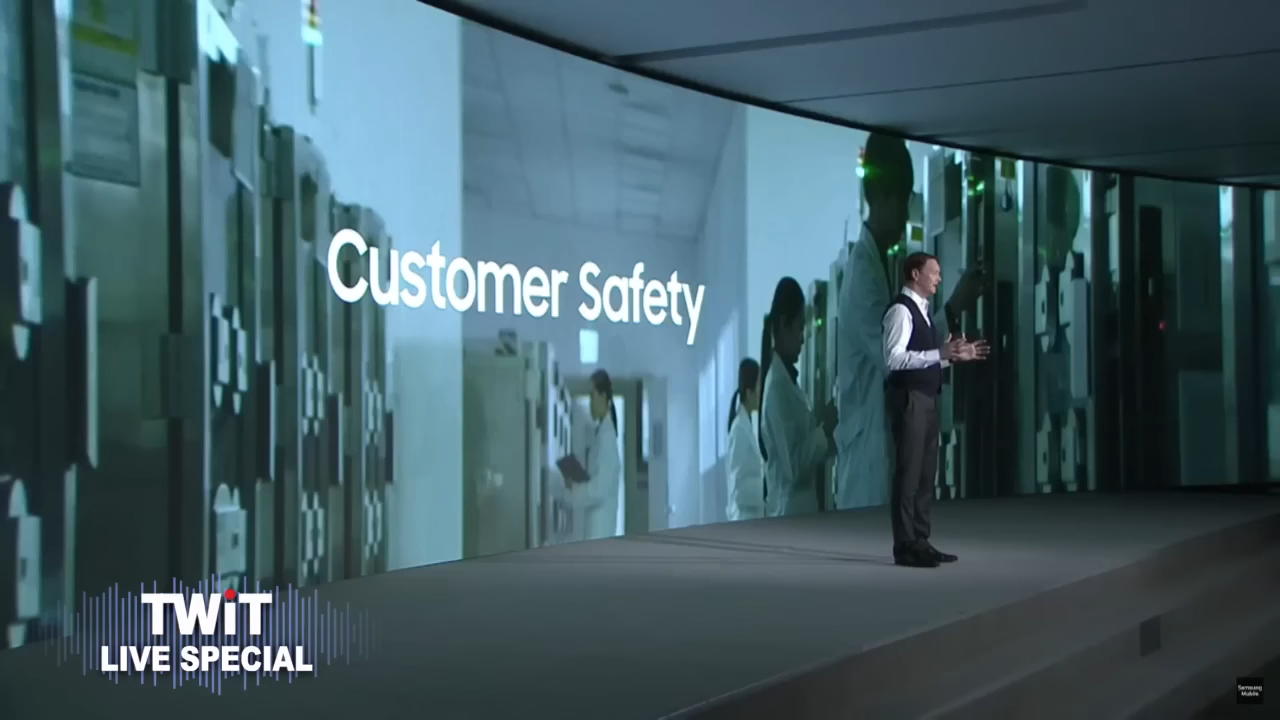 Customer Safety
TWiT
LIVE SPECIAL
Samsung
Mobile